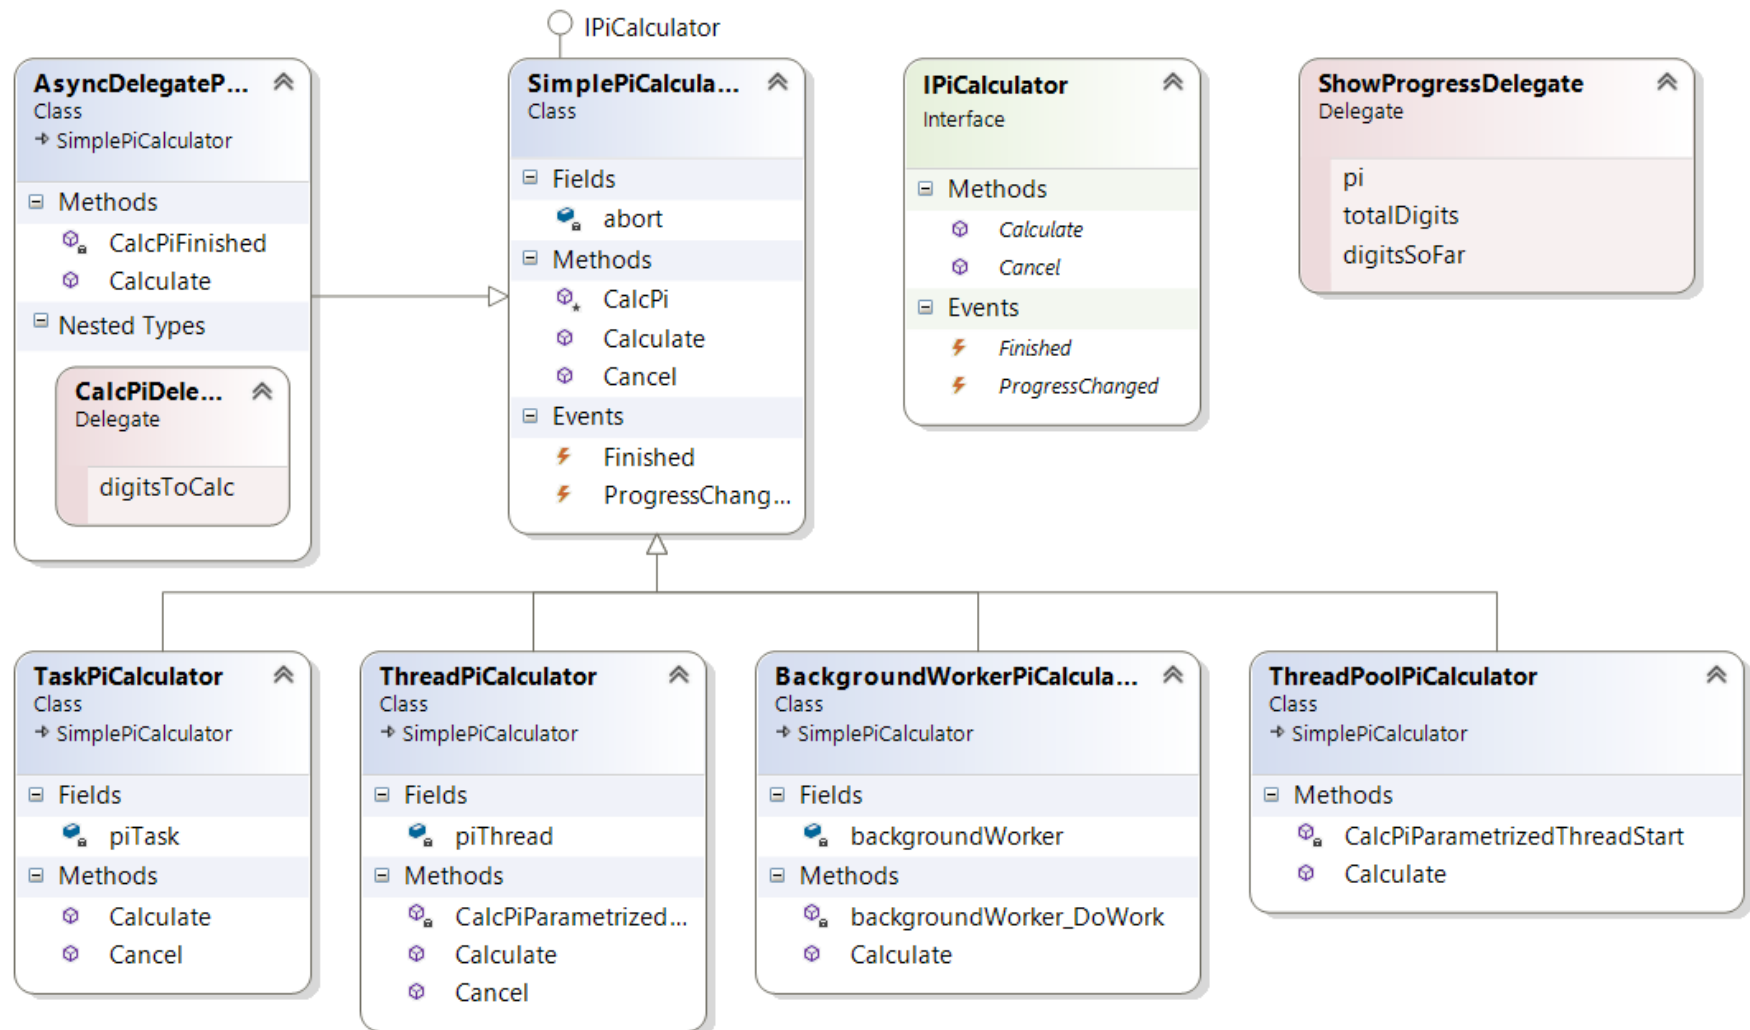 IPiCalculator
AsyncDelegateP...
Class
SimplePiCalculator
Methods
CalcPiFinished
Calculate
Nested Types
CalcPiDele...
Delegate
digitsToCalc
SimplePiCalcula...
Class
Fields
abort
Methods
CalcPi
Calculate
Cancel
Events
Finished
ProgressChang...
IPiCalculator
Interface
Methods
Calculate
Cancel
Events
Finished
ProgressChanged
ShowProgressDelegate
Delegate
pi
totalDigits
digitsSoFar
TaskPiCalculator
Class
SimplePiCalculator
Fields
piTask
Methods
Calculate
Cancel
ThreadPiCalculator
Class
SimplePiCalculator
Fields
piThread
Methods
CalcPiParametrized...
Calculate
Cancel
BackgroundWorkerPiCalcula...
Class
SimplePiCalculator
Fields
backgroundWorker
Methods
backgroundWorker_DoWork
Calculate
ThreadPoolPiCalculator
Class
SimplePiCalculator
Methods
CalcPiParametrizedThreadStart
Calculate